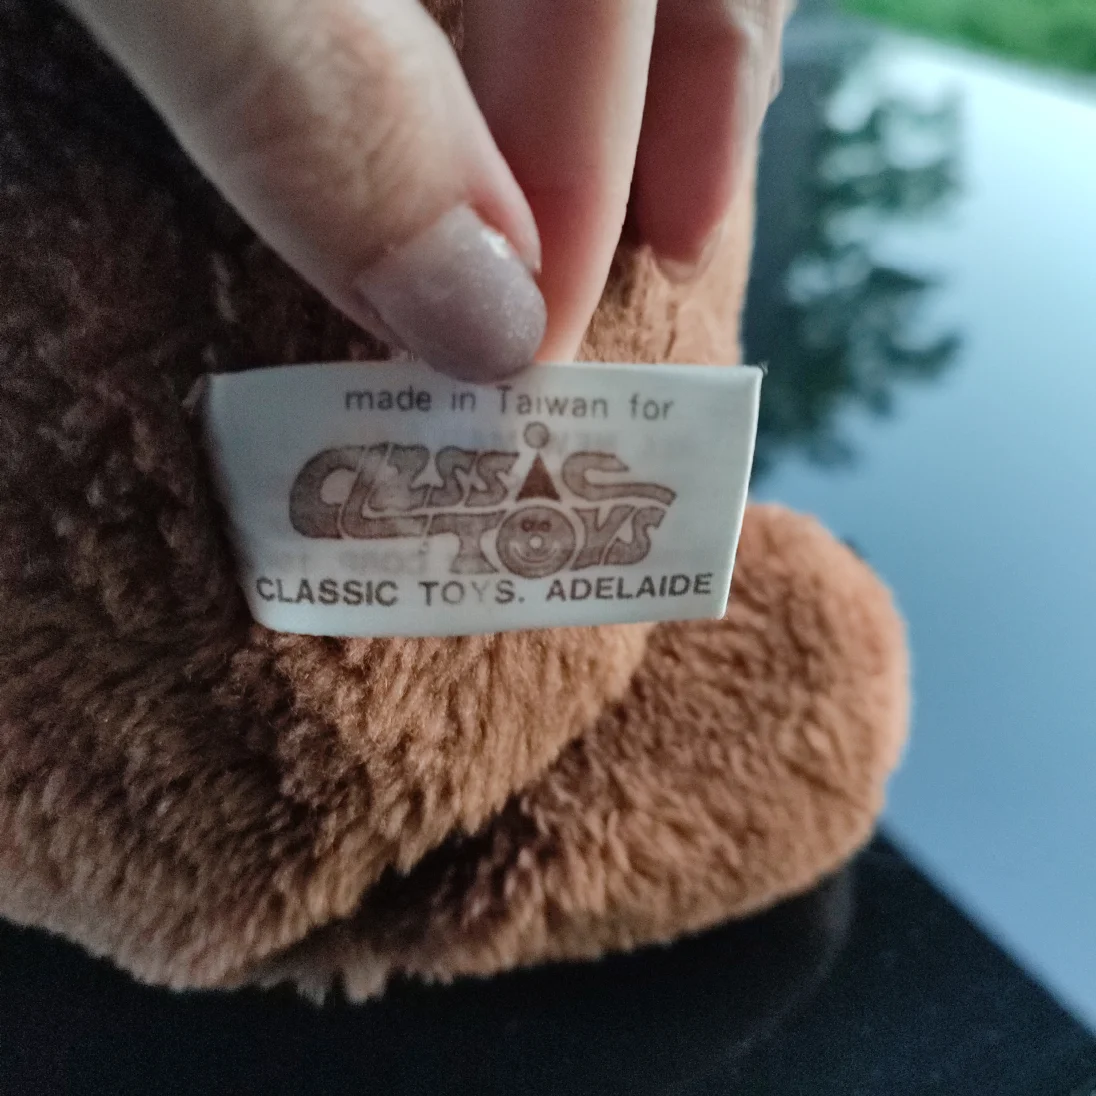 made in Taiwan for
CLASSIC
TOYS
CLASSIC TOYS. ADELAIDE